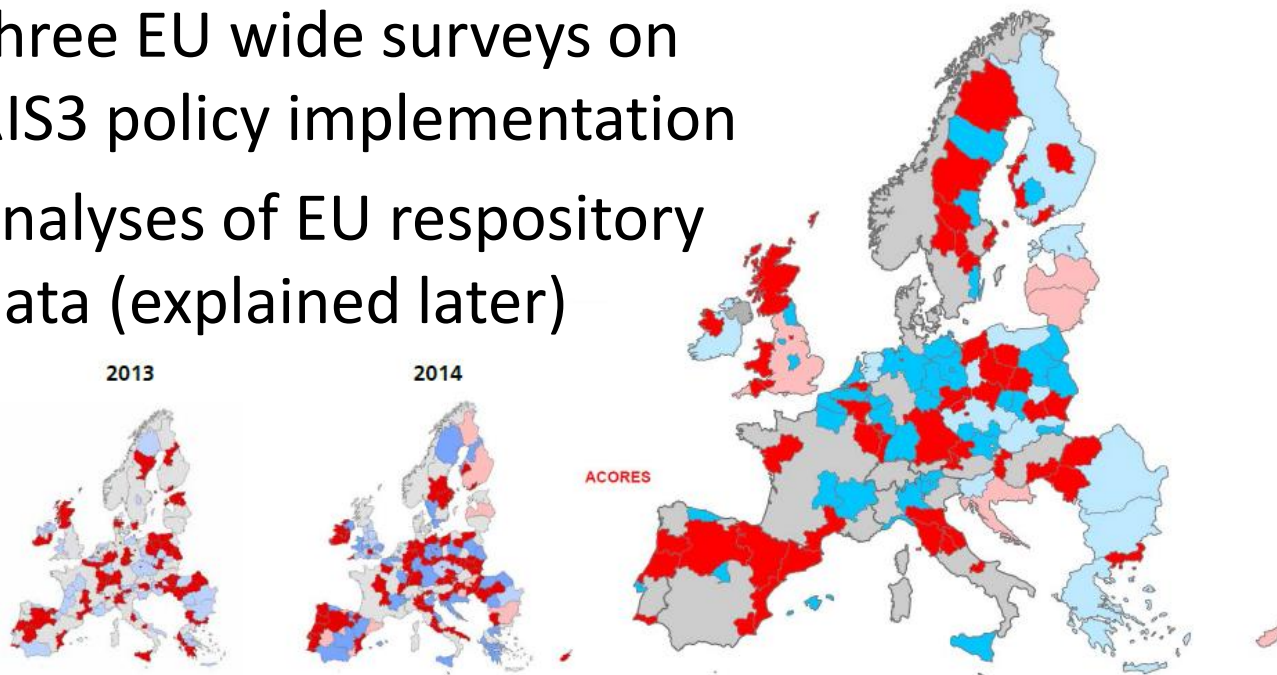 hree EU wide surveys on
IS3 policy implementation
nalyses of EU respository
ata (explained later)
2013
2014
ACORES